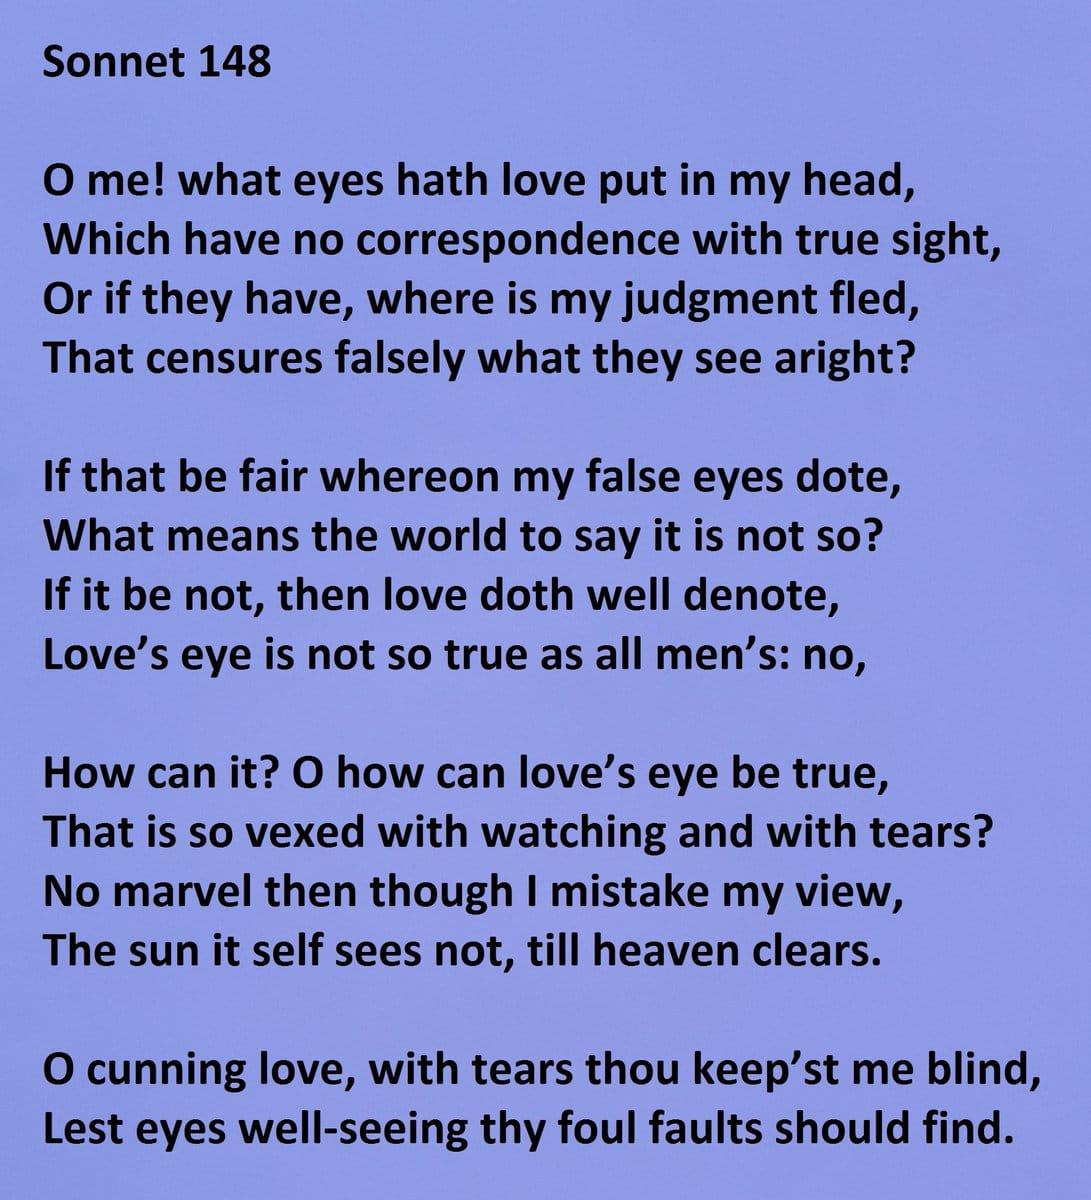 Sonnet 148
O me! what eyes hath love put in my head,
Which have no correspondence with true sight,
Or if they have, where is my judgment fled,
That censures falsely what they see aright?
If that be fair whereon my false eyes dote,
What means the world to say it is not so?
If it be not, then love doth well denote,
Love’s eye is not so true as all men’s: no,
How can it? O how can love’s eye be true,
That is so vexed with watching and with tears?
No marvel then though I mistake my view,
The sun it self sees not, till heaven clears.
O cunning love, with tears thou keep’st me blind,
Lest eyes well-seeing thy foul faults should find.